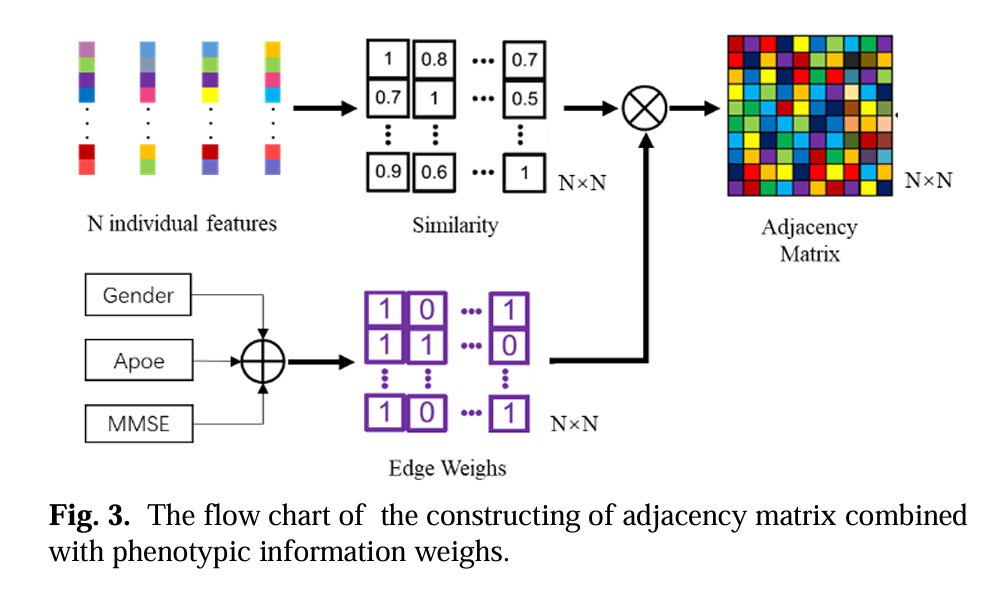 1 0.8 ... 0.7
0.7 1 ... 0.5
0.9 0.6 ... 1
N×N
N×N
N individual features
Similarity
Adjacency
Matrix
Gender
Apoe
MMSE
1 0 ... 1
1 1 ... 0
1 0 ... 1
N×N
Edge Weighs
Fig. 3. The flow chart of the constructing of adjacency matrix combined
with phenotypic information weighs.